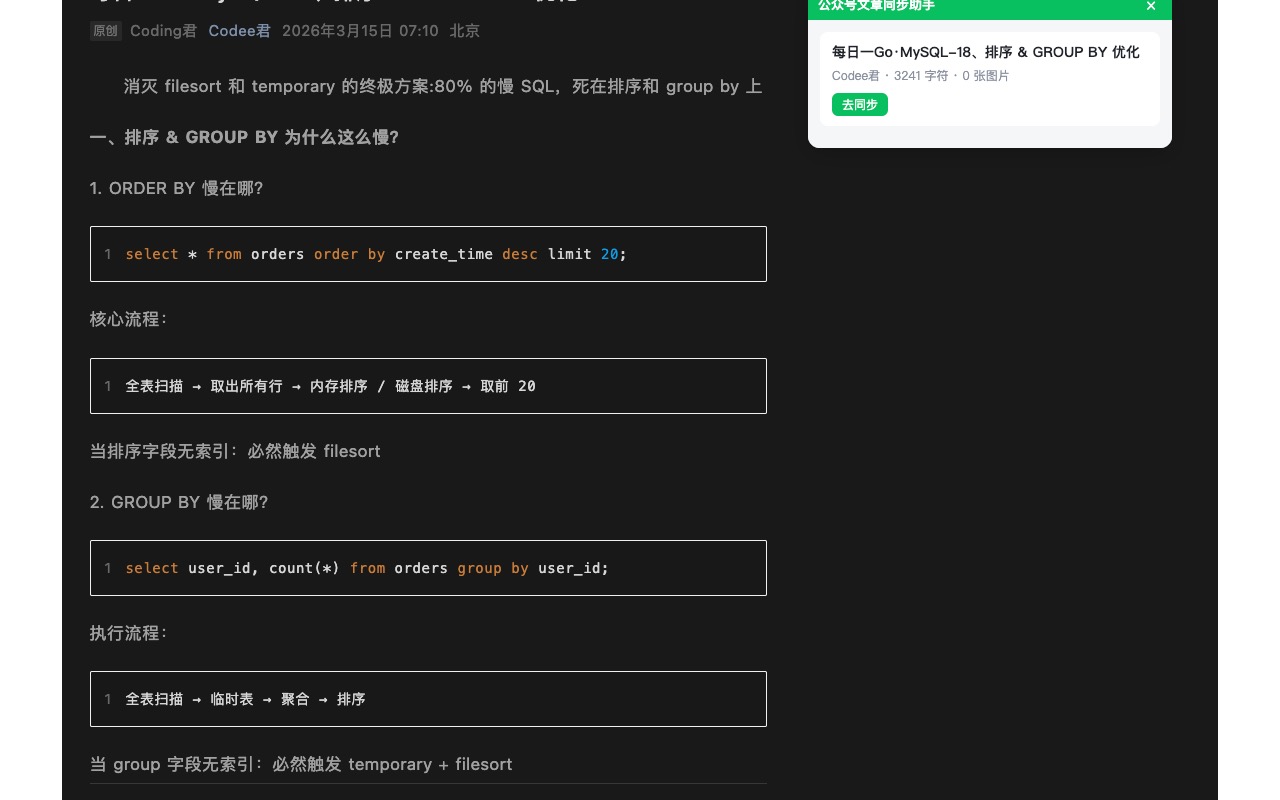 原创 Coding君 Codee君 2026年3月15日 07:10 北京
消灭 filesort 和 temporary 的终极方案:80% 的慢 SQL，死在排序和 group by 上
一、排序 & GROUP BY 为什么这么慢?
1. ORDER BY 慢在哪?
1 select * from orders order by create_time desc limit 20;
核心流程：
1 全表扫描 → 取出所有行 → 内存排序 / 磁盘排序 → 取前 20
当排序字段无索引：必然触发 filesort
2. GROUP BY 慢在哪?
1 select user_id, count(*) from orders group by user_id;
执行流程：
1 全表扫描 → 临时表 → 聚合 → 排序
当 group 字段无索引：必然触发 temporary + filesort
公众号文章同步助手 ×
每日一Go·MySQL-18、排序 & GROUP BY 优化
Codee君 · 3241 字符 · 0 张图片
去同步